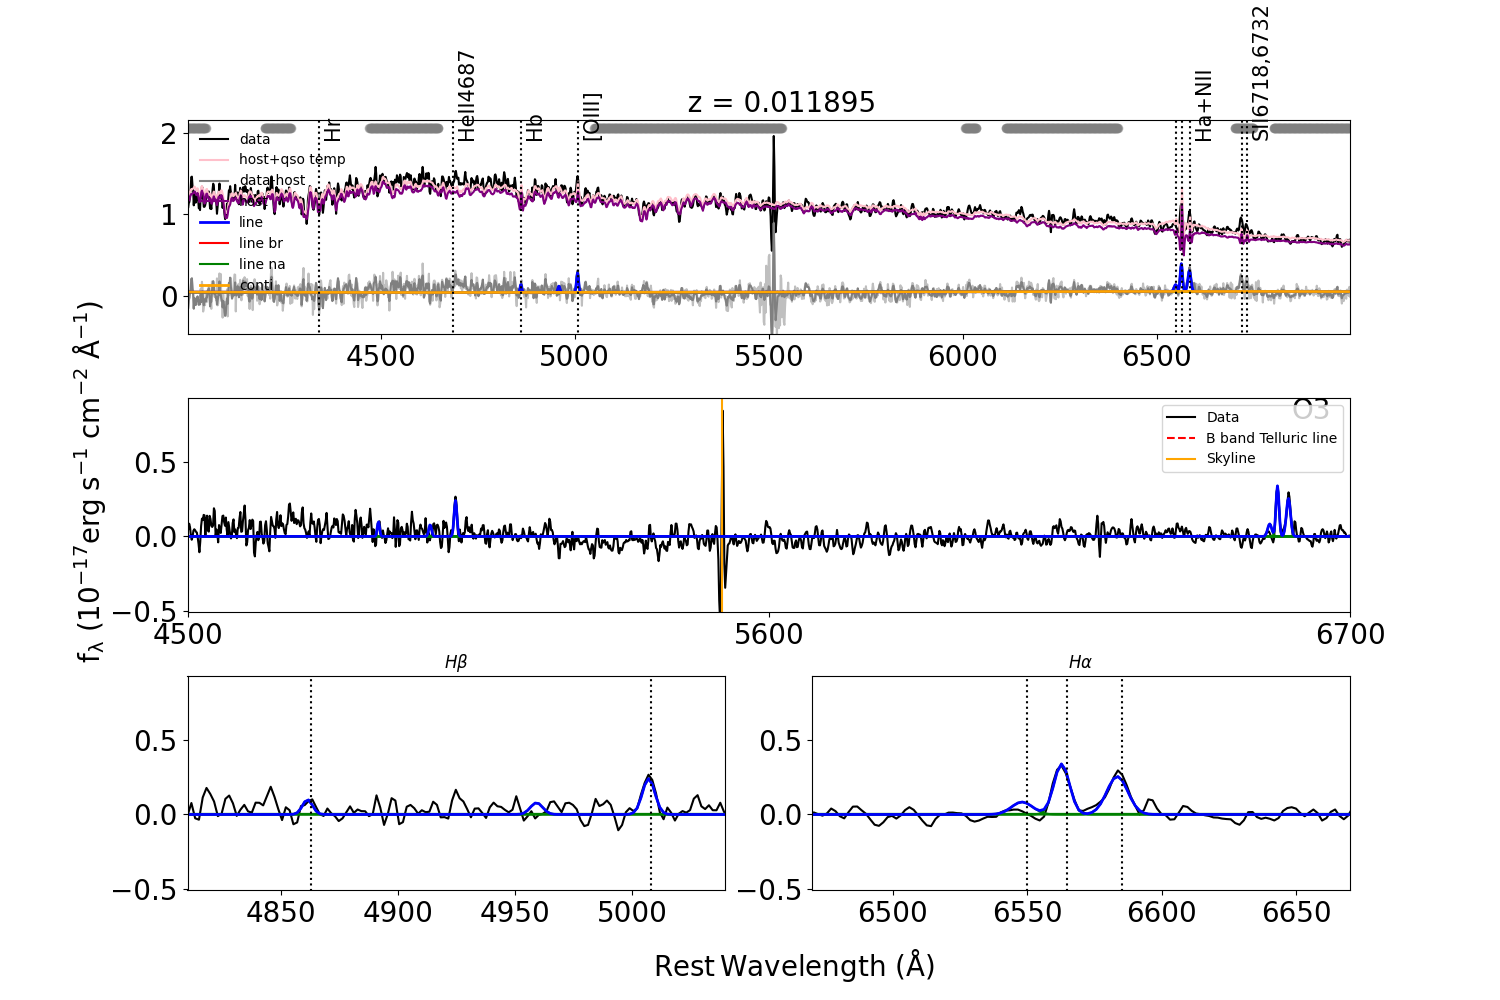 z = 0.011895
Hr
HeII4687
Hb
[OIII]
Ha+NII
SII6718,6732
data
host+qso temp
data-host
host
line
line br
line na
conti
2
1
0
4500 5000 5500 6000 6500
fλ (10−17erg s−1 cm−2 Å−1)
O3
Data
B band Telluric line
Skyline
0.5
0.0
−0.5
4500 5600 6700
Hβ
0.5
0.0
−0.5
4850 4900 4950 5000
Hα
0.5
0.0
−0.5
6500 6550 6600 6650
Rest Wavelength (Å)